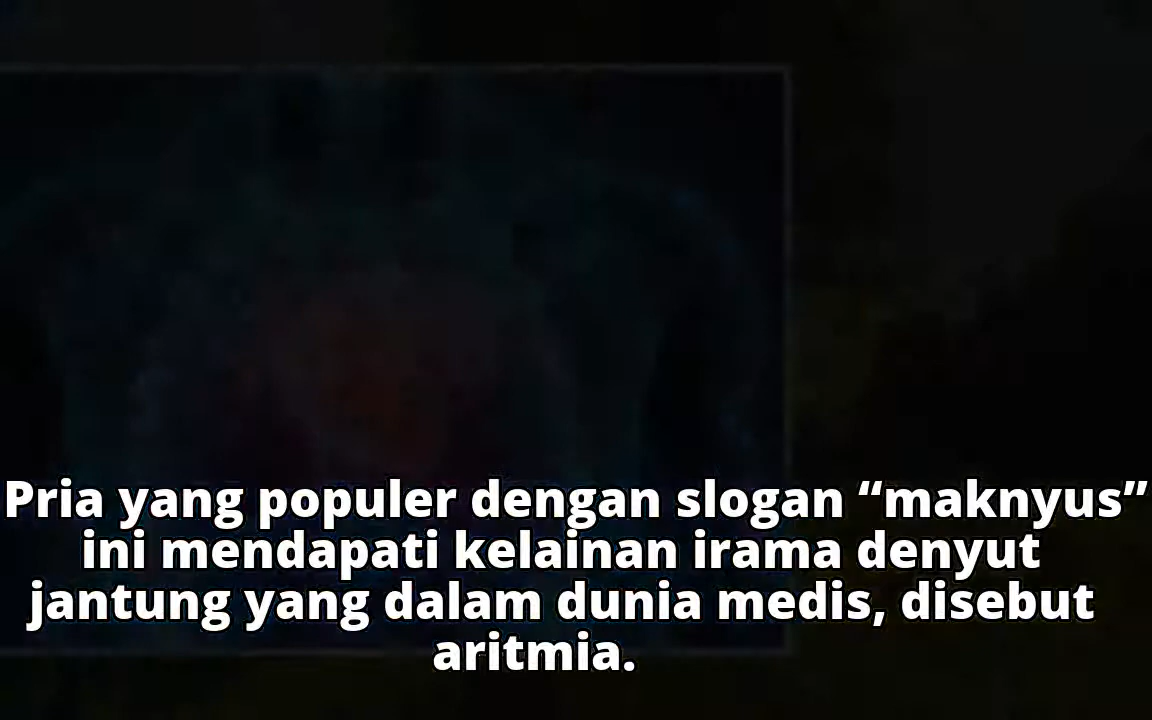 Pria yang populer dengan slogan “maknyus”
ini mendapati kelainan irama denyut
jantung yang dalam dunia medis, disebut
aritmia.